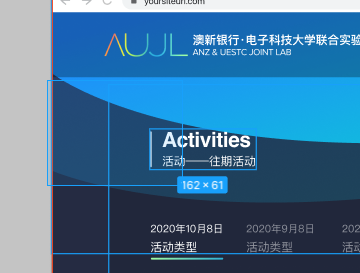 yoursiteurl.com
AUJL 澳新银行·电子科技大学联合实验
ANZ & UESTC JOINT LAB
Activities
活动——往期活动
162 × 61
2020年10月8日 2020年9月8日 202
活动类型 活动类型 活动